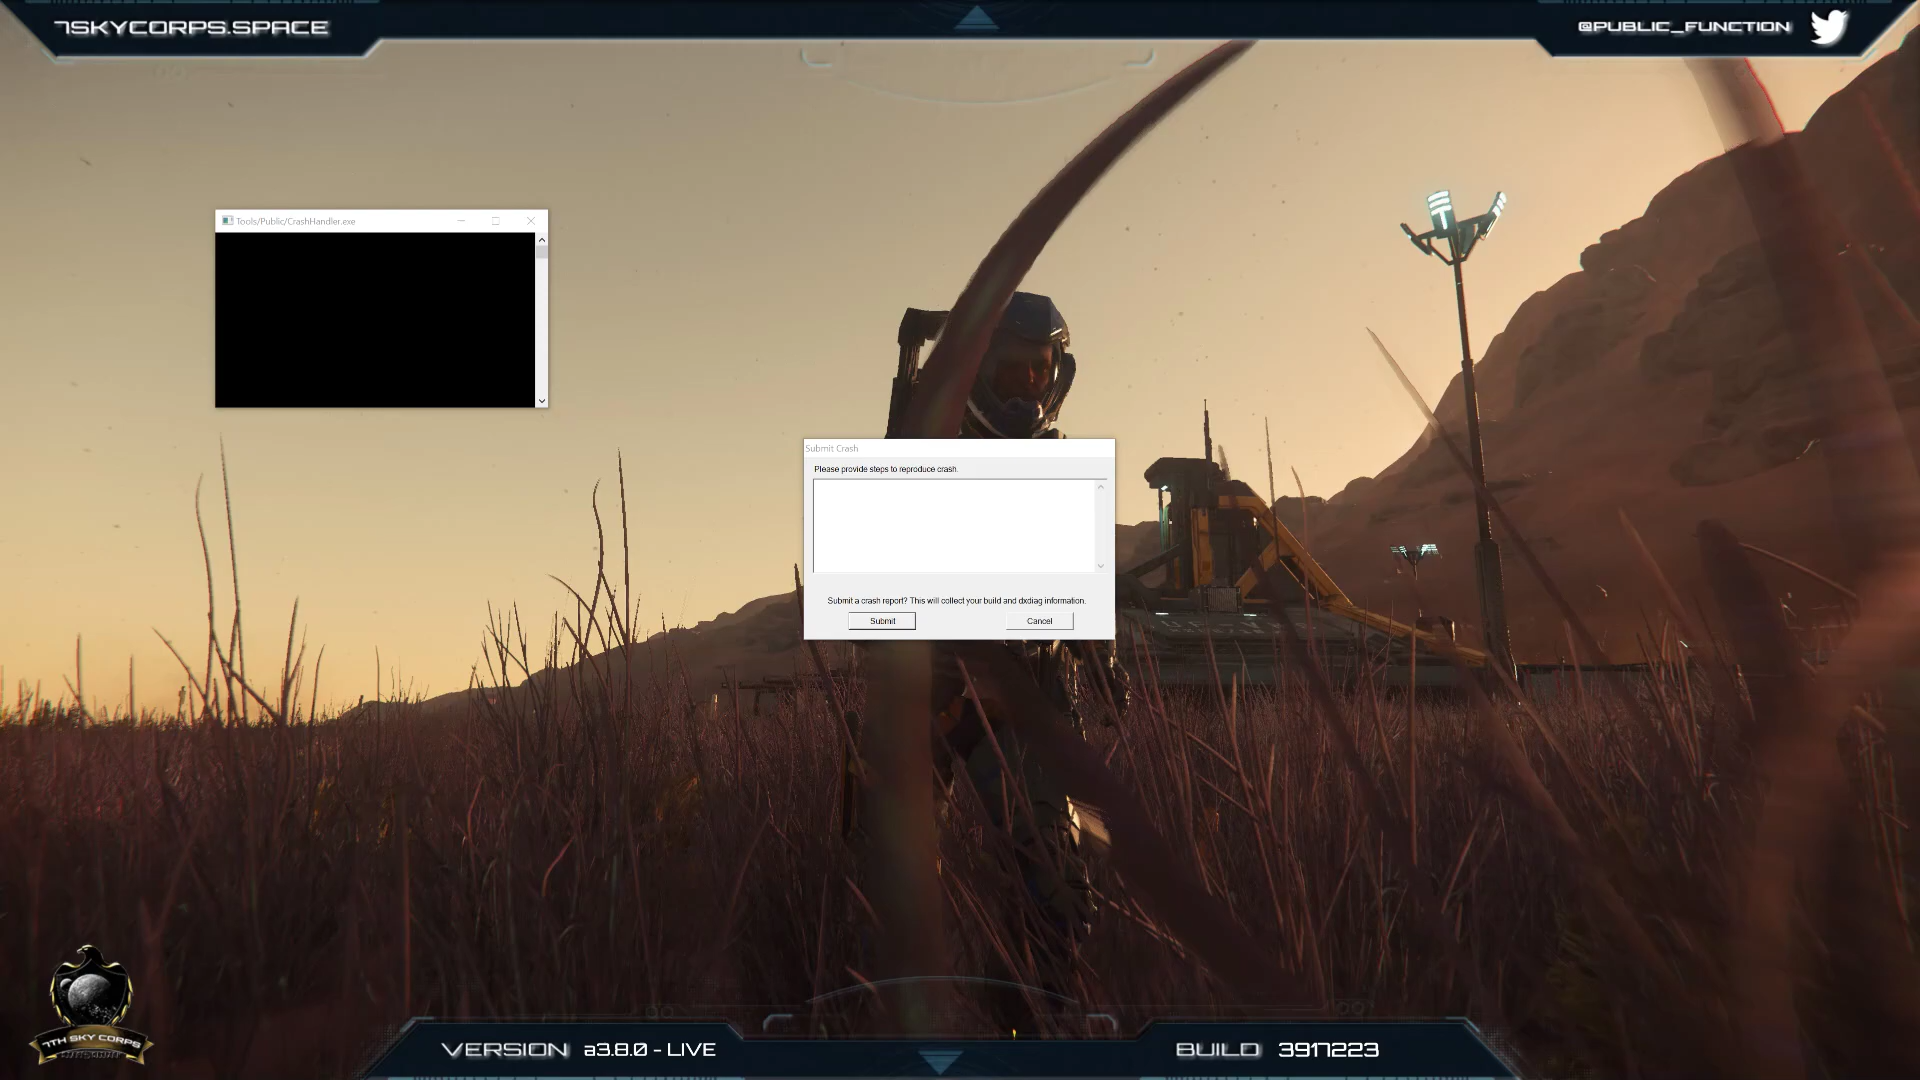 7SKYCORPS.SPACE
@PUBLIC_FUNCTION
Tools/Public/CrashHandler.exe
Submit Crash
Please provide steps to reproduce crash.
Submit a crash report? This will collect your build and dxdiag information.
Submit
Cancel
7TH SKY CORPS
VERSION a3.8.0 - LIVE
BUILD 3917223